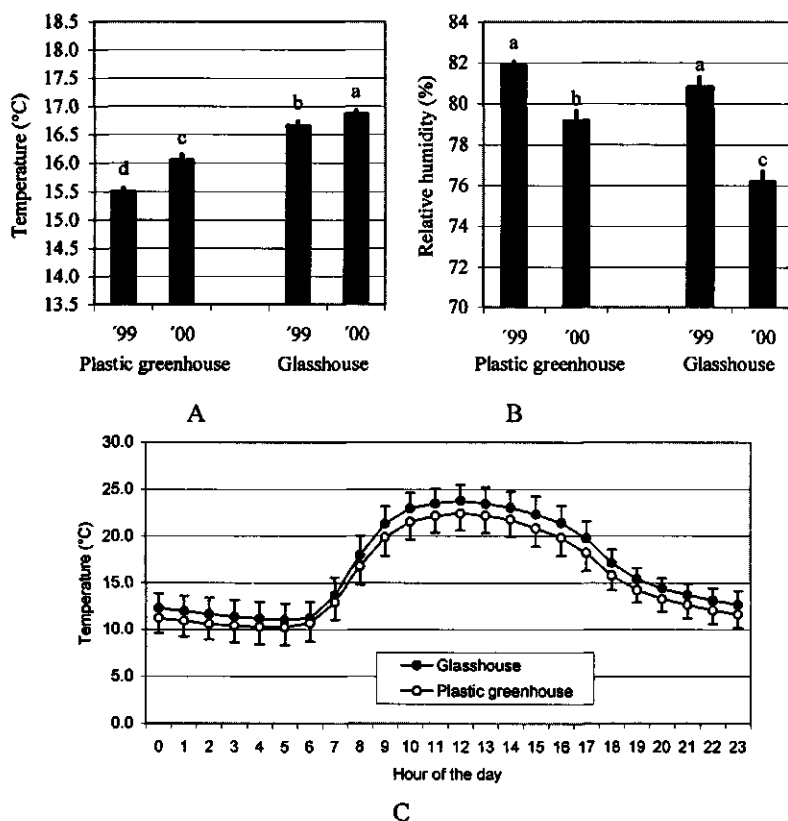 18.5
18.0
17.5
17.0
16.5
16.0
15.5
15.0
14.5
14.0
13.5
Temperature (°C)
d
c
b
a
´99
´00
´99
´00
Plastic greenhouse
Glasshouse
A
84
82
80
78
76
74
72
70
Relative humidity (%)
a
b
a
c
´99
´00
´99
´00
Plastic greenhouse
Glasshouse
B
30.0
25.0
20.0
15.0
10.0
5.0
0.0
Temperature (°C)
Glasshouse
Plastic greenhouse
0 1 2 3 4 5 6 7 8 9 10 11 12 13 14 15 16 17 18 19 20 21 22 23
Hour of the day
C